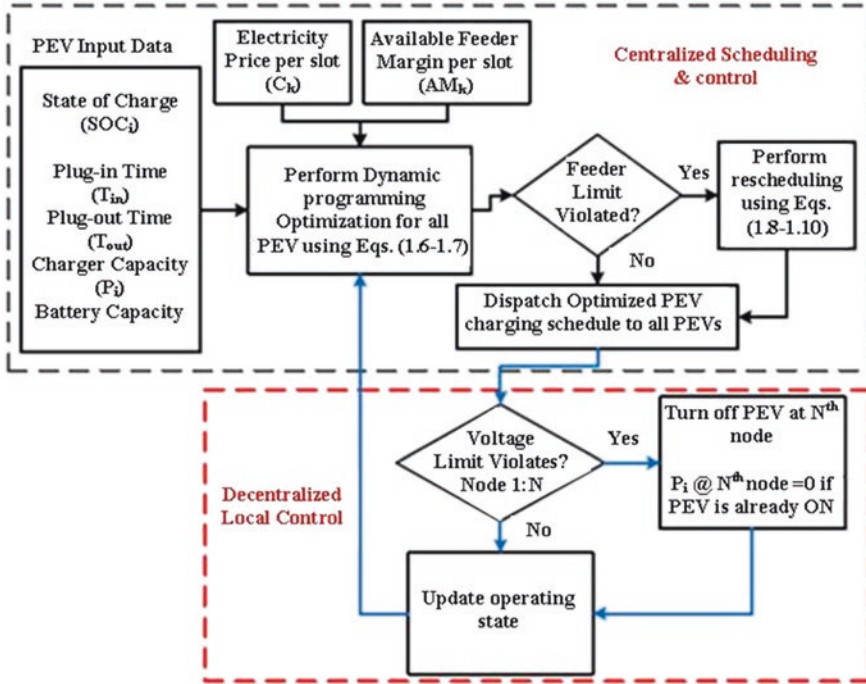 PEV Input Data
State of Charge
(SOCi)
Plug-in Time
(Tin)
Plug-out Time
(Tout)
Charger Capacity
(Pi)
Battery Capacity
Electricity
Price per slot
(Ck)
Available Feeder
Margin per slot
(AMk)
Centralized Scheduling
& control
Perform Dynamic
programming
Optimization for all
PEV using Eqs. (1.6-1.7)
Feeder
Limit
Violated?
Yes
Perform
rescheduling
using Eqs.
(1.8-1.10)
No
Dispatch Optimized PEV
charging schedule to all PEVs
Decentralized
Local Control
Voltage
Limit Violates?
Node 1:N
Yes
Turn off PEV at Nth
node
Pi @ Nth node =0 if
PEV is already ON
No
Update operating
state